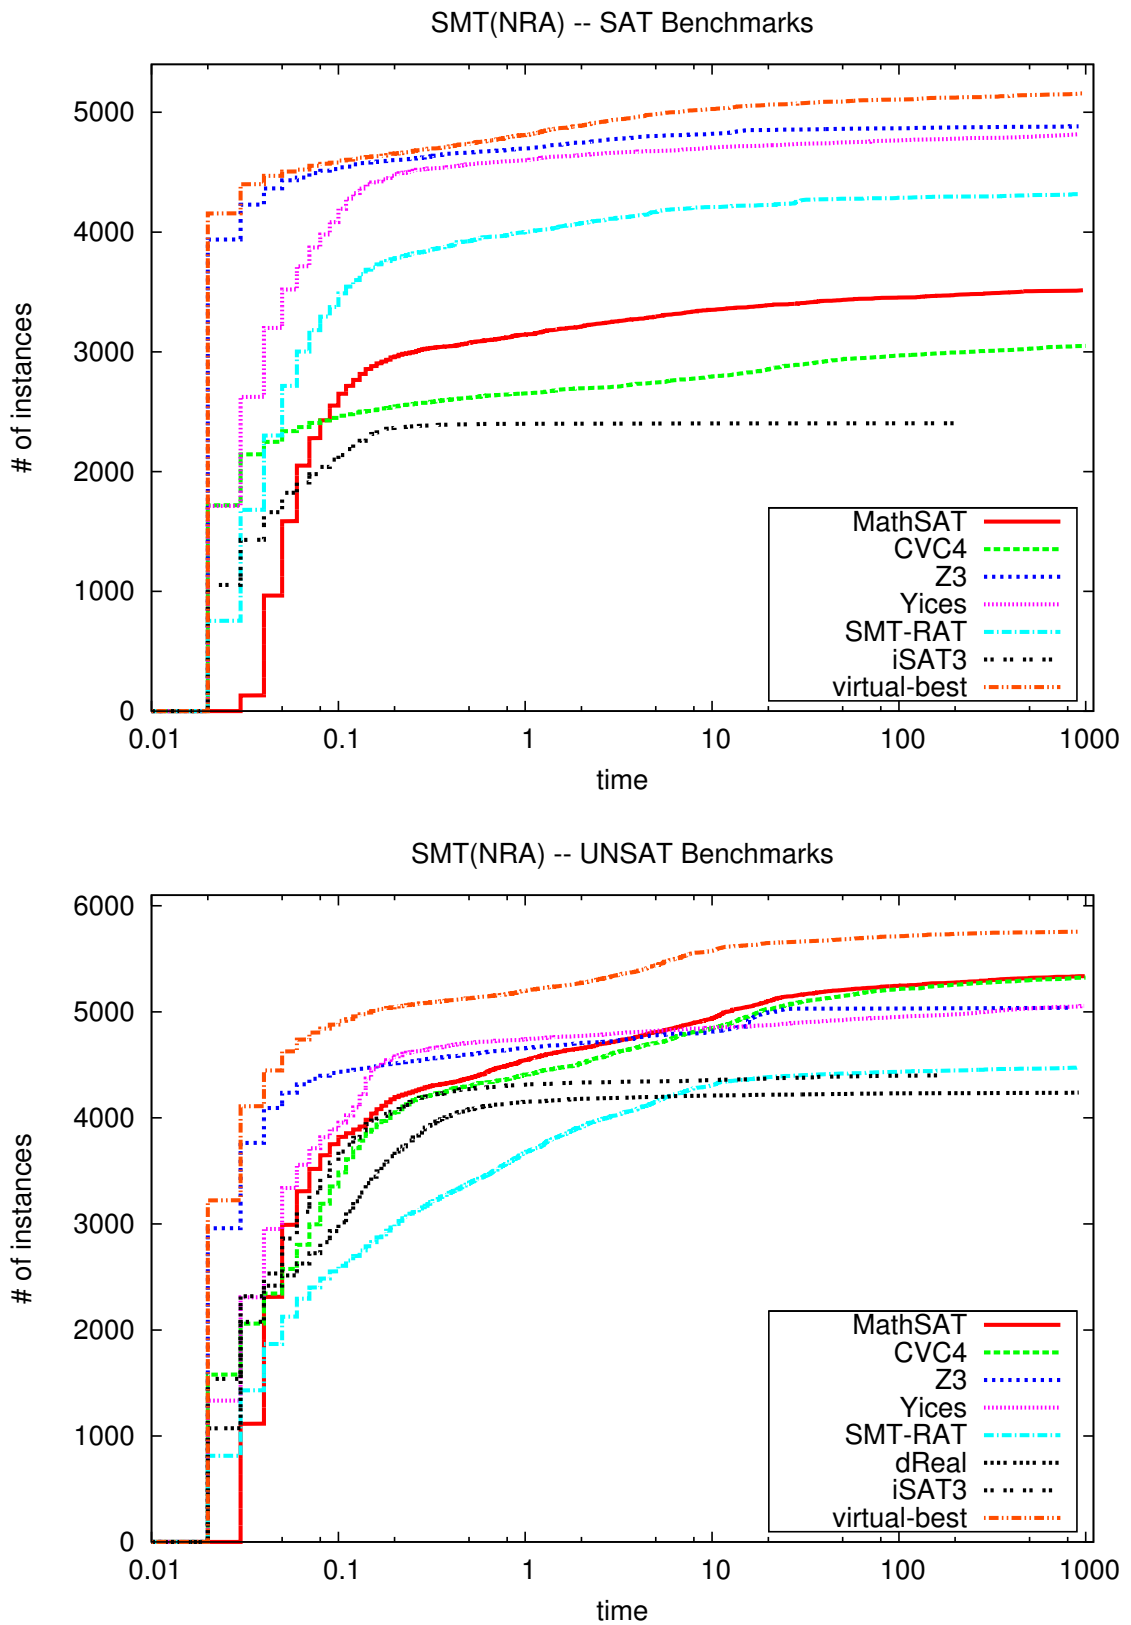 SMT(NRA) -- SAT Benchmarks
# of instances
5000
4000
3000
2000
1000
0
MathSAT
CVC4
Z3
Yices
SMT-RAT
iSAT3
virtual-best
0.01
0.1
1
10
100
1000
time
SMT(NRA) -- UNSAT Benchmarks
# of instances
6000
5000
4000
3000
2000
1000
0
MathSAT
CVC4
Z3
Yices
SMT-RAT
dReal
iSAT3
virtual-best
0.01
0.1
1
10
100
1000
time